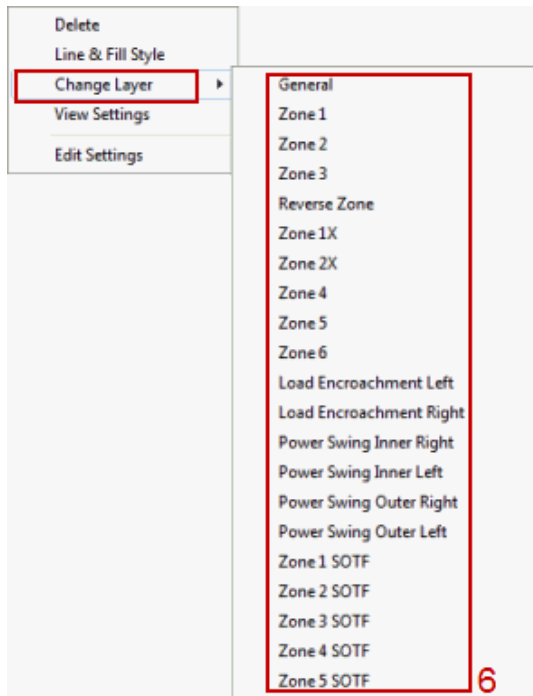 Delete
Line & Fill Style
Change Layer
View Settings
Edit Settings
General
Zone 1
Zone 2
Zone 3
Reverse Zone
Zone 1X
Zone 2X
Zone 4
Zone 5
Zone 6
Load Encroachment Left
Load Encroachment Right
Power Swing Inner Right
Power Swing Inner Left
Power Swing Outer Right
Power Swing Outer Left
Zone 1 SOTF
Zone 2 SOTF
Zone 3 SOTF
Zone 4 SOTF
Zone 5 SOTF
6